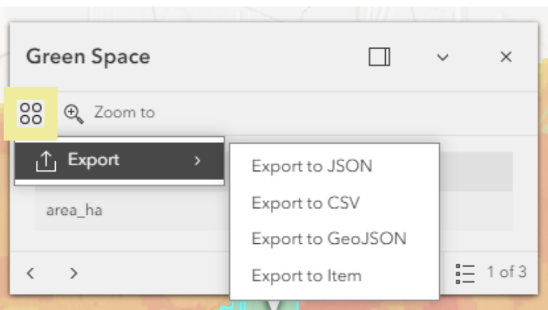 Green Space
Zoom to
Export
Export to JSON
Export to CSV
area_ha
Export to GeoJSON
Export to Item
1 of 3